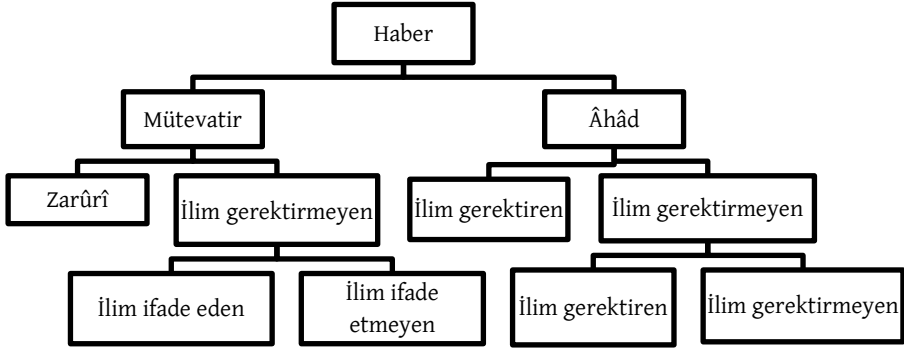 Haber
Mütevatir
Âhâd
Zarûrî
İlim gerektirmeyen
İlim gerektiren
İlim gerektirmeyen
İlim ifade eden
İlim ifade
etmeyen
İlim gerektiren
İlim gerektirmeyen